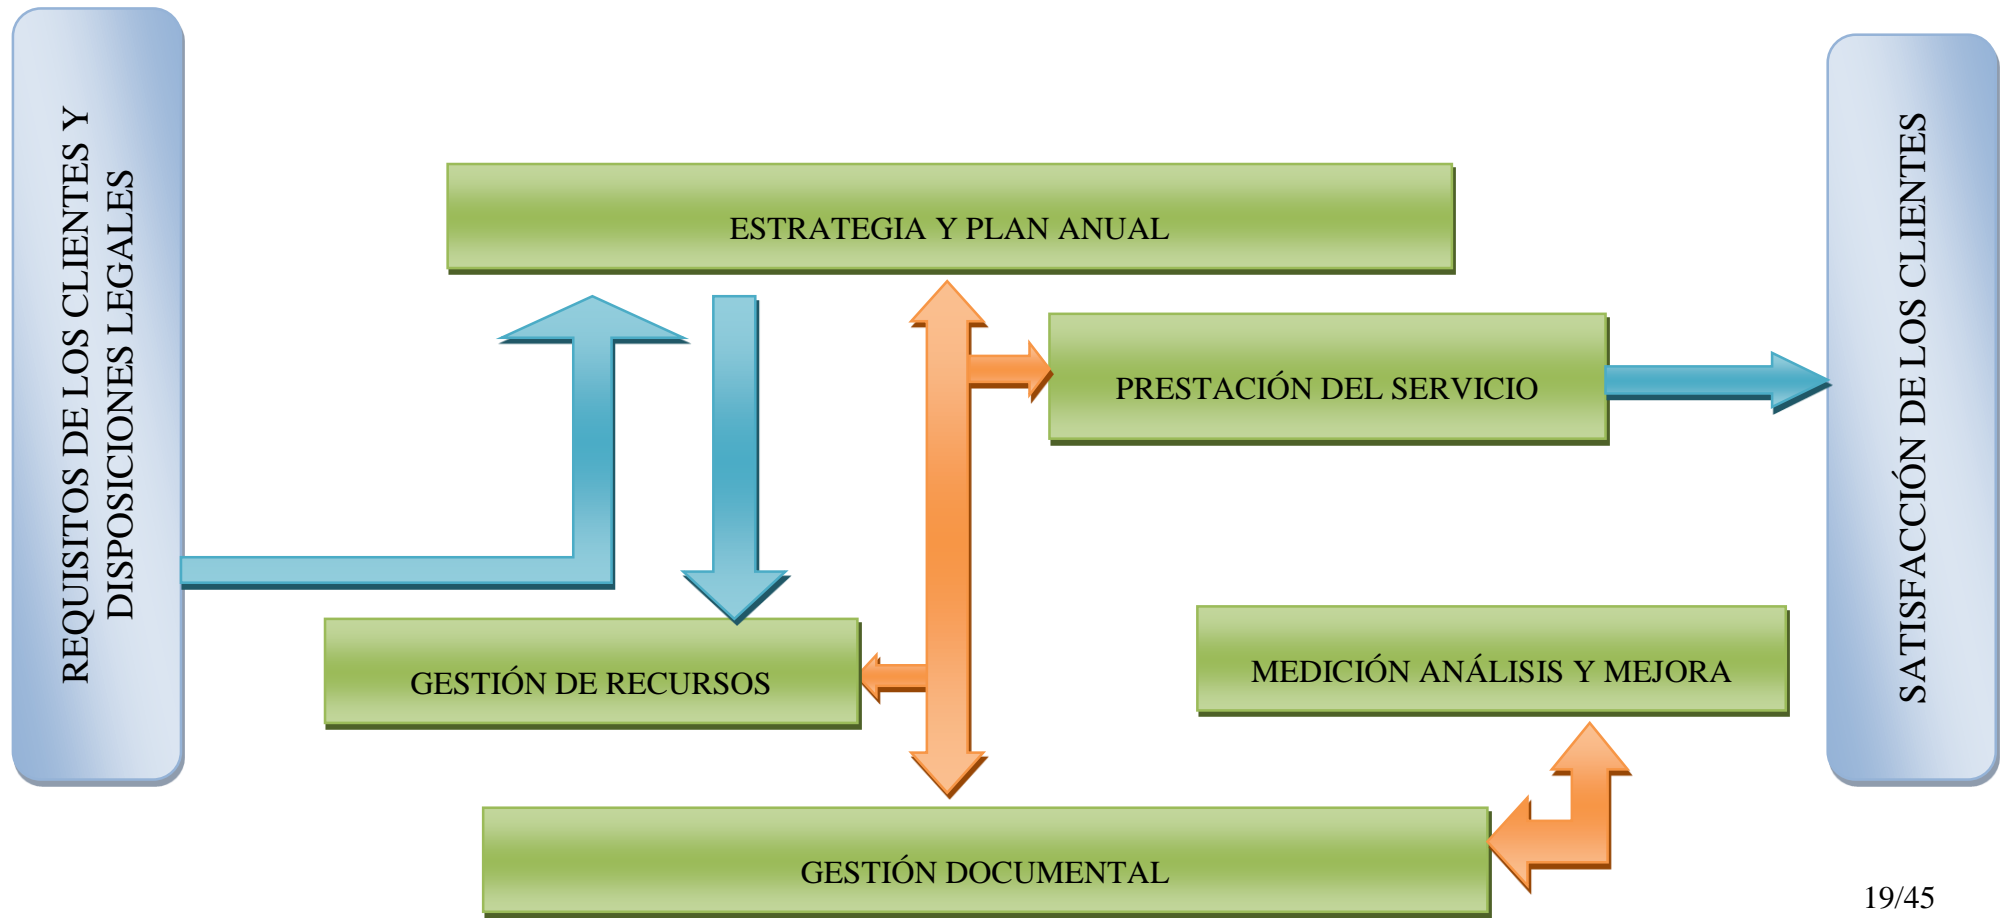 REQUISITOS DE LOS CLIENTES Y
DISPOSICIONES LEGALES
ESTRATEGIA Y PLAN ANUAL
PRESTACIÓN DEL SERVICIO
GESTIÓN DE RECURSOS
MEDICIÓN ANÁLISIS Y MEJORA
GESTIÓN DOCUMENTAL
SATISFACCIÓN DE LOS CLIENTES
19/45